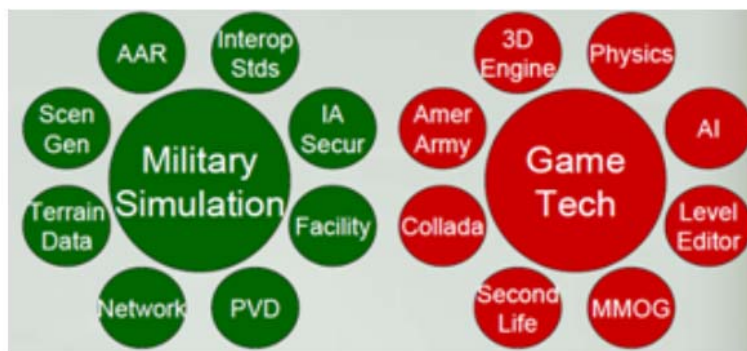 AAR
Interop
Stds
Scen
Gen
IA
Secur
Military
Simulation
Terrain
Data
Facility
Network
PVD
3D
Engine
Physics
Amer
Army
AI
Game
Tech
Collada
Level
Editor
Second
Life
MMOG